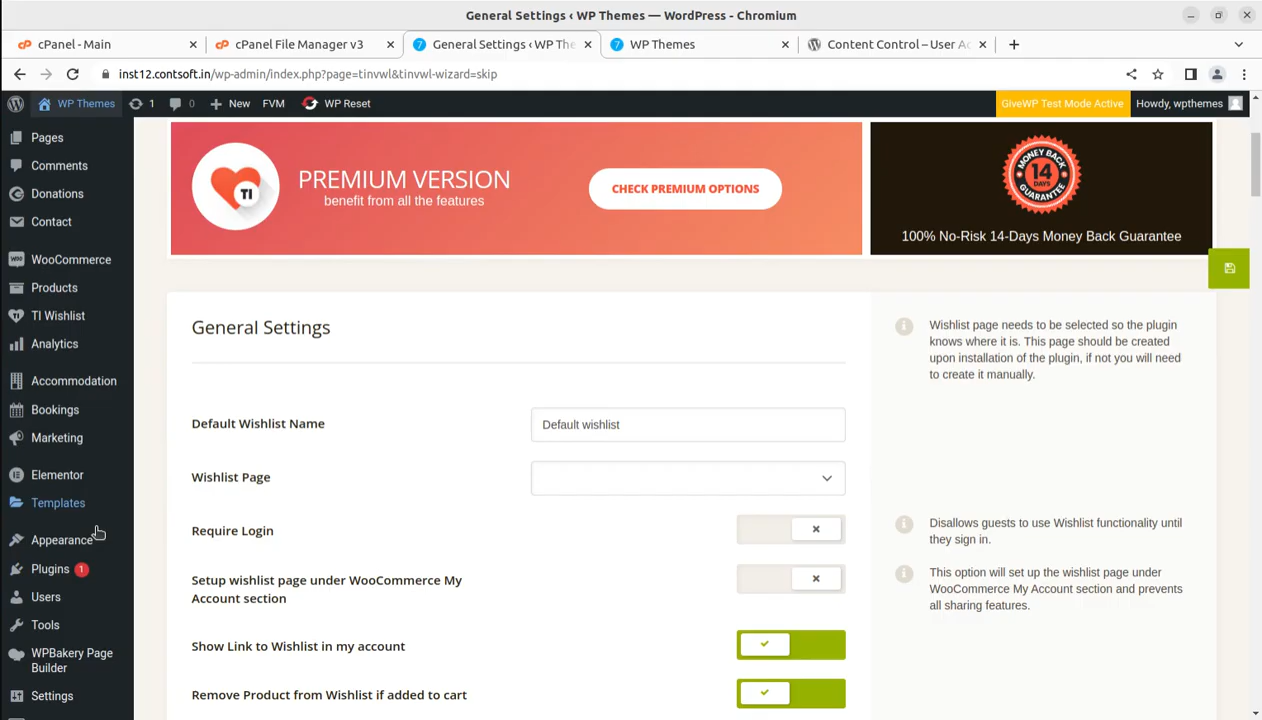 General Settings ‹ WP Themes — WordPress - Chromium
cPanel - Main
cPanel File Manager v3
General Settings ‹ WP The
WP Themes
Content Control – User Ac
inst12.contsoft.in/wp-admin/index.php?page=tinvwl&tinvwl-wizard=skip
WP Themes
1
0
New
FVM
WP Reset
GiveWP Test Mode Active
Howdy, wpthemes
Pages
Comments
Donations
Contact
WooCommerce
Products
TI Wishlist
Analytics
Accommodation
Bookings
Marketing
Elementor
Templates
Appearance
Plugins 1
Users
Tools
WPBakery Page
Builder
Settings
TI
PREMIUM VERSION
benefit from all the features
CHECK PREMIUM OPTIONS
MONEY BACK
14
DAYS
GUARANTEE
100% No-Risk 14-Days Money Back Guarantee
General Settings
Default Wishlist Name
Default wishlist
Wishlist Page
Require Login
Setup wishlist page under WooCommerce My
Account section
Show Link to Wishlist in my account
Remove Product from Wishlist if added to cart
Wishlist page needs to be selected so the plugin
knows where it is. This page should be created
upon installation of the plugin, if not you will need
to create it manually.
Disallows guests to use Wishlist functionality until
they sign in.
This option will set up the wishlist page under
WooCommerce My Account section and prevents
all sharing features.